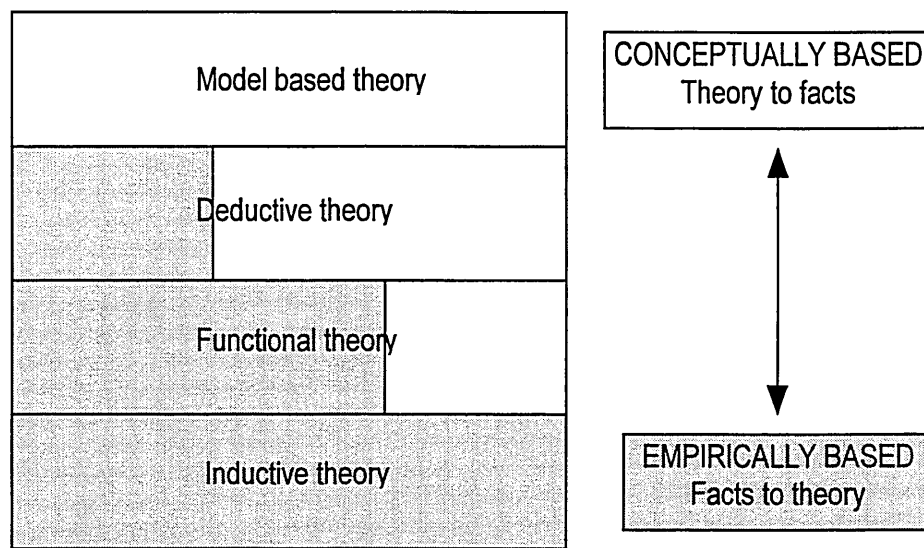 Model based theory
Deductive theory
Functional theory
Inductive theory
CONCEPTUALLY BASED
Theory to facts
EMPIRICALLY BASED
Facts to theory